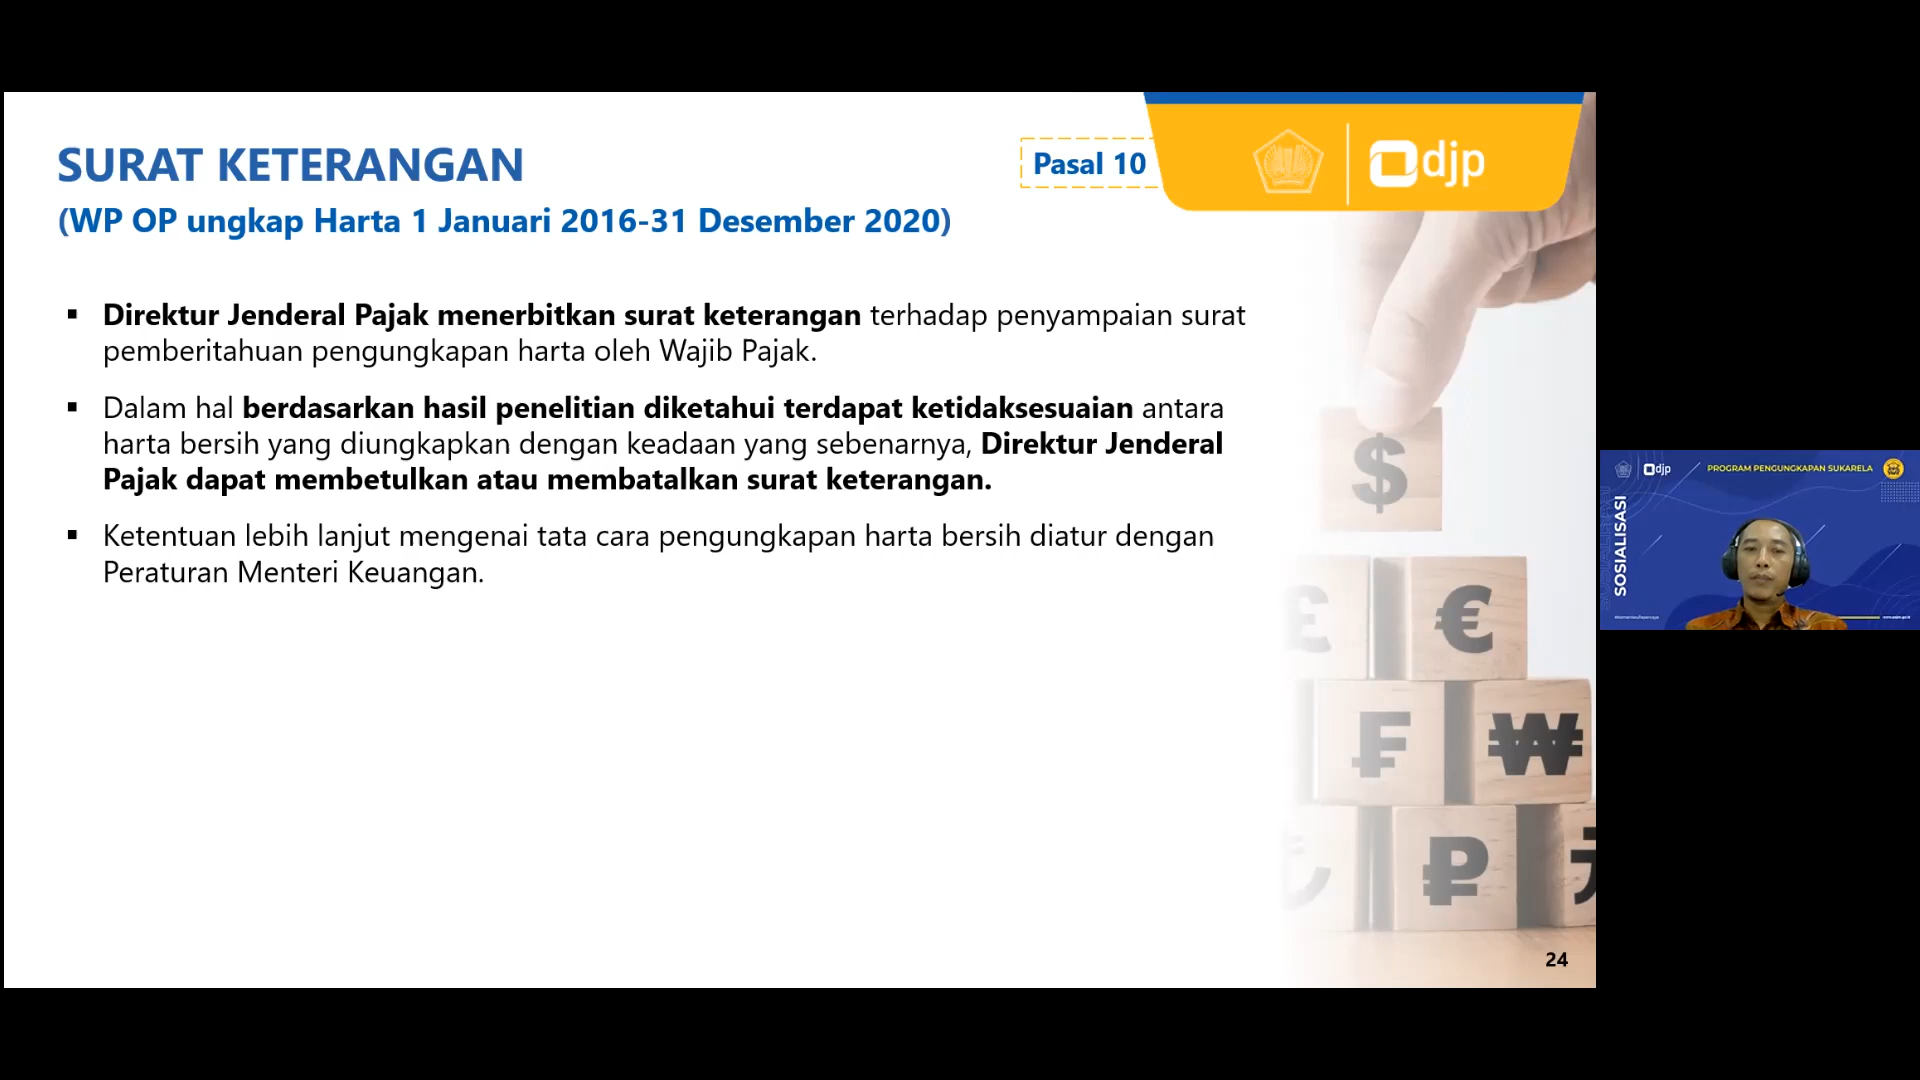 SURAT KETERANGAN
Pasal 10
djp
(WP OP ungkap Harta 1 Januari 2016-31 Desember 2020)
▪ Direktur Jenderal Pajak menerbitkan surat keterangan terhadap penyampaian surat
pemberitahuan pengungkapan harta oleh Wajib Pajak.
▪ Dalam hal berdasarkan hasil penelitian diketahui terdapat ketidaksesuaian antara
harta bersih yang diungkapkan dengan keadaan yang sebenarnya, Direktur Jenderal
Pajak dapat membetulkan atau membatalkan surat keterangan.
▪ Ketentuan lebih lanjut mengenai tata cara pengungkapan harta bersih diatur dengan
Peraturan Menteri Keuangan.
$
£ €
₣ ₩
₽
24
djp
PROGRAM PENGUNGKAPAN SUKARELA
SOSIALISASI